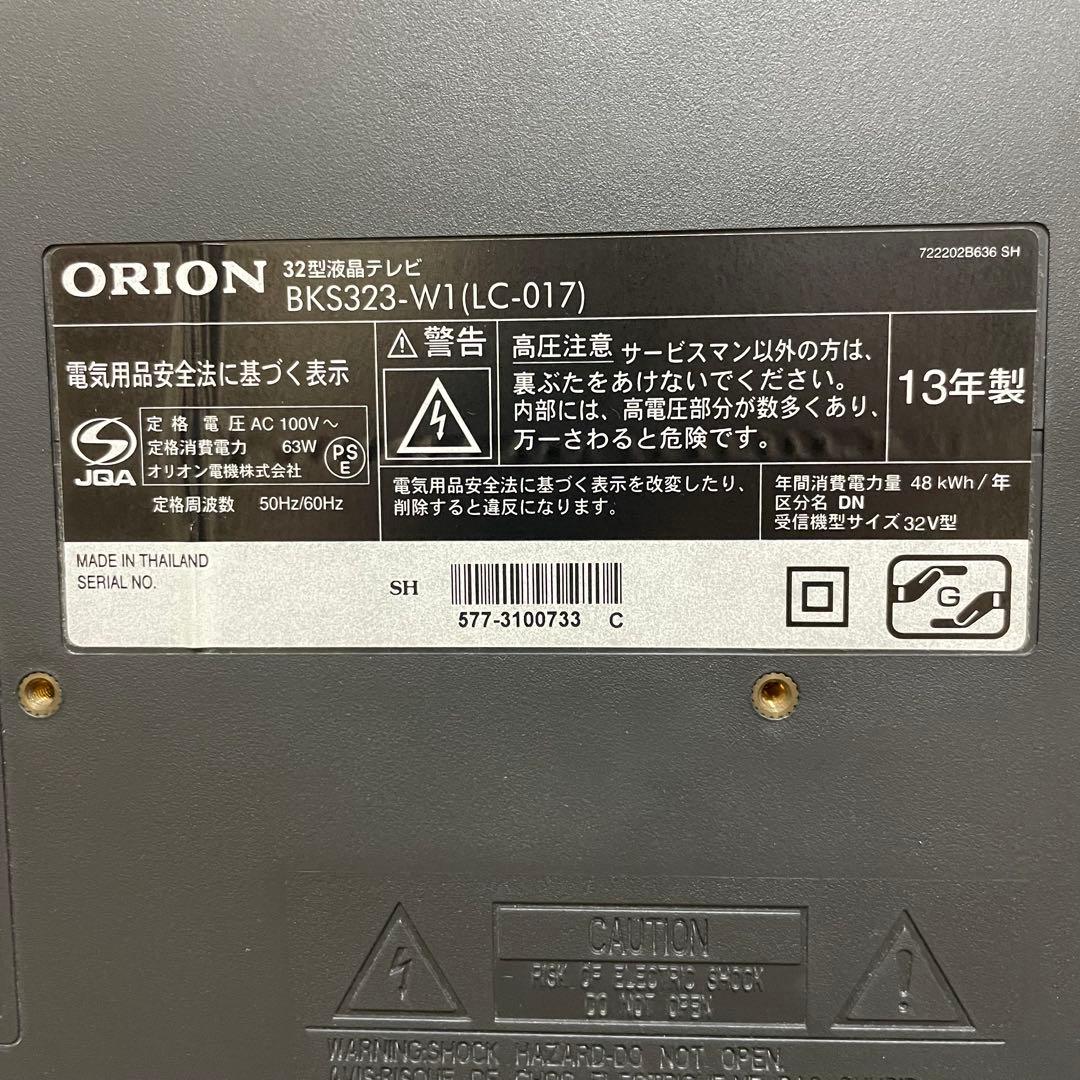 722202B636 SH
ORION
32型液晶テレビ
BKS323-W1(LC-017)
電気用品安全法に基づく表示
JQA
定格 電圧 AC 100V～
定格消費電力 63W
オリオン電機株式会社
PS
E
定格周波数 50Hz/60Hz
警告
高圧注意 サービスマン以外の方は、
裏ぶたをあけないでください。
内部には、高電圧部分が数多くあり、
万一さわると危険です。
13年製
電気用品安全法に基づく表示を改変したり、
削除すると違反になります。
年間消費電力量 48 kWh/年
区分名 DN
受信機型サイズ 32V型
MADE IN THAILAND
SERIAL NO.
SH
577-3100733 C
G
CAUTION
RISK OF ELECTRIC SHOCK
DO NOT OPEN
WARNING:SHOCK HAZARD-DO NOT OPEN.
AVIS:RISQUE DE CHOC ELECTRIQUE-NE